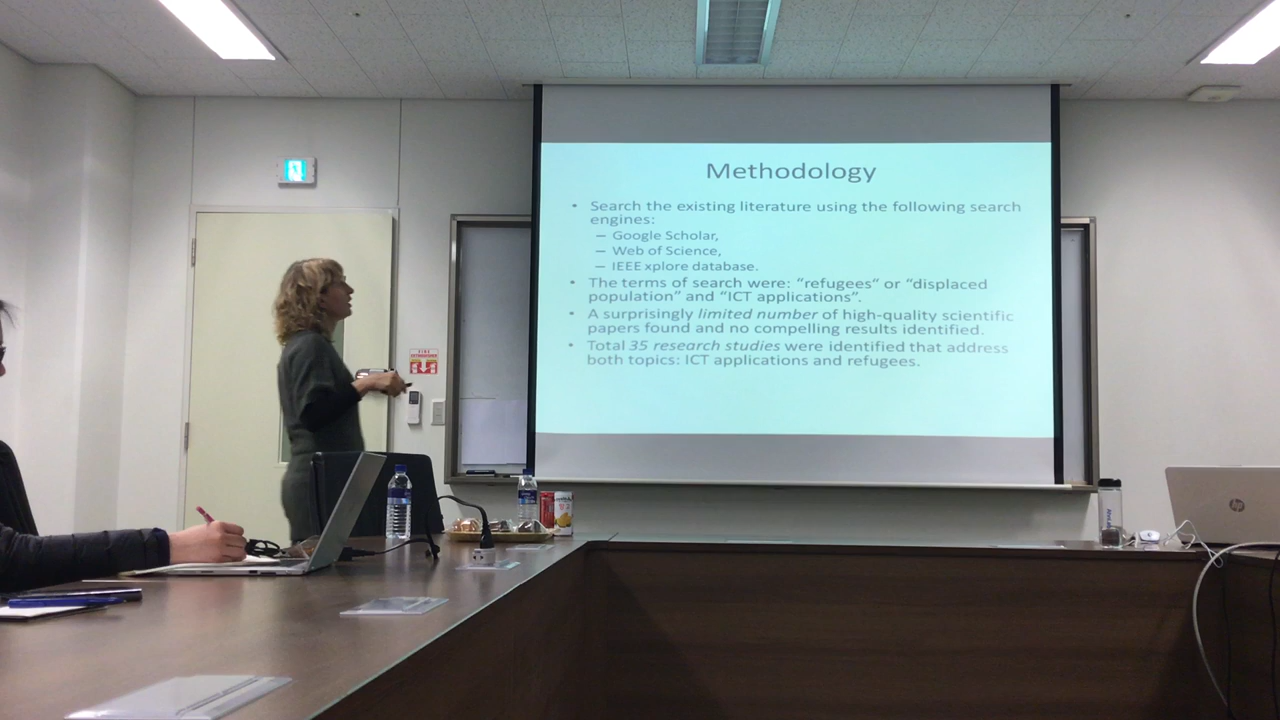 Methodology
• Search the existing literature using the following search
engines:
– Google Scholar,
– Web of Science,
– IEEE xplore database.
• The terms of search were: “refugees“ or “displaced
population” and “ICT applications”.
• A surprisingly limited number of high-quality scientific
papers found and no compelling results identified.
• Total 35 research studies were identified that address
both topics: ICT applications and refugees.
FIRE
EXTINGUISHER
hp